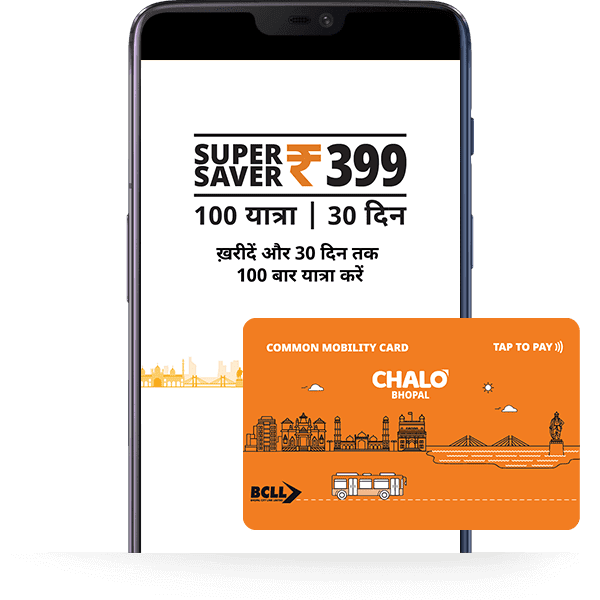 SUPER SAVER ₹ 399
100 यात्रा | 30 दिन
ख़रीदें और 30 दिन तक
100 बार यात्रा करें
COMMON MOBILITY CARD
TAP TO PAY
CHALO
BHOPAL
BCLL